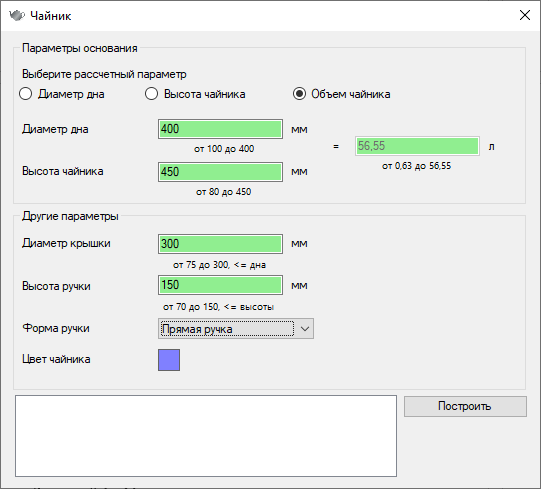 Чайник
Параметры основания
Выберите рассчетный параметр
Диаметр дна Высота чайника Объем чайника
Диаметр дна 400 мм = 56,55 л
от 100 до 400 от 0,63 до 56,55
Высота чайника 450 мм
от 80 до 450
Другие параметры
Диаметр крышки 300 мм
от 75 до 300, <= дна
Высота ручки 150 мм
от 70 до 150, <= высоты
Форма ручки Прямая ручка
Цвет чайника
Построить